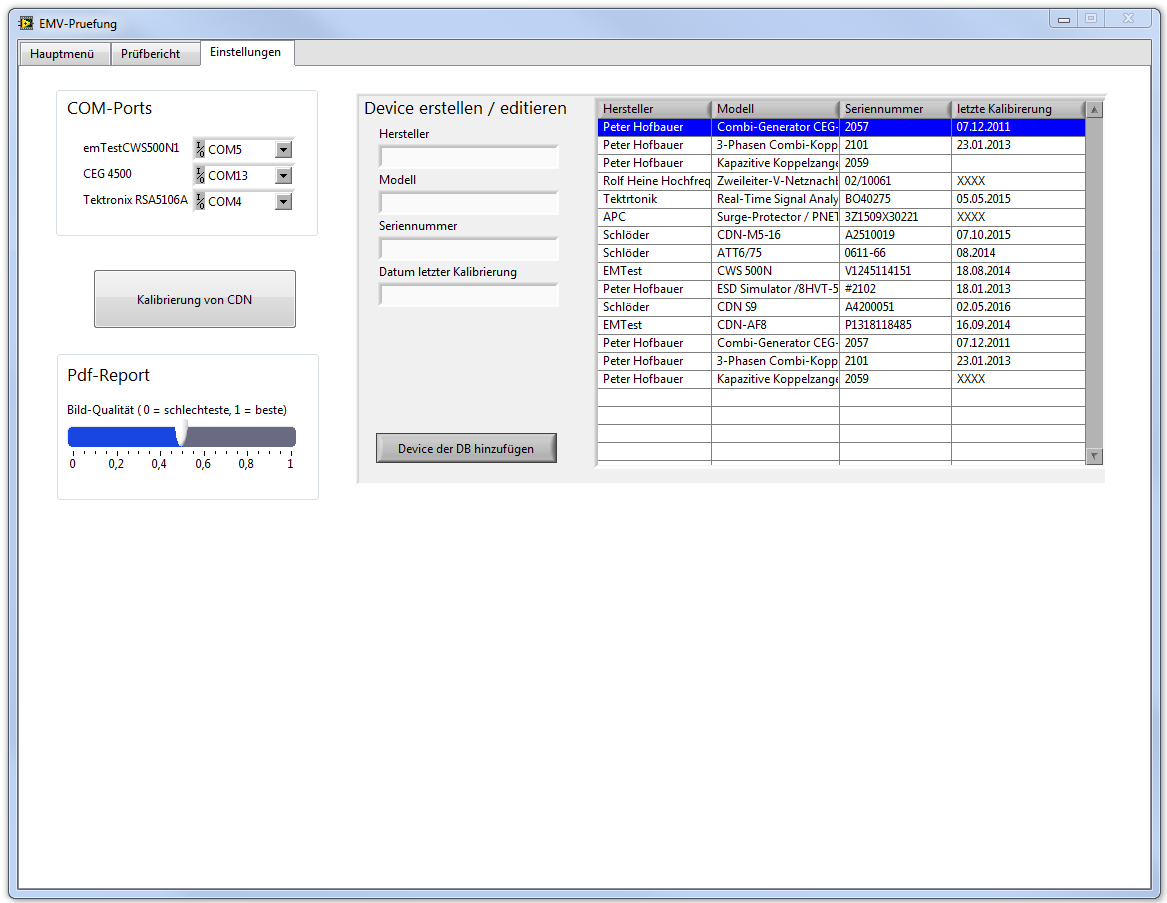 EMV-Pruefung
Hauptmenü Prüfbericht Einstellungen
COM-Ports
emTestCWS500N1 COM5
CEG 4500 COM13
Tektronix RSA5106A COM4
Kalibrierung von CDN
Pdf-Report
Bild-Qualität ( 0 = schlechteste, 1 = beste)
0 0,2 0,4 0,6 0,8 1
Device erstellen / editieren
Hersteller
Modell
Seriennummer
Datum letzter Kalibrierung
Device der DB hinzufügen
Hersteller Modell Seriennummer letzte Kalibrierung
Peter Hofbauer Combi-Generator CEG- 2057 07.12.2011
Peter Hofbauer 3-Phasen Combi-Kopp 2101 23.01.2013
Peter Hofbauer Kapazitive Koppelzange 2059
Rolf Heine Hochfreq Zweileiter-V-Netznachb 02/10061 XXXX
Tektrtonik Real-Time Signal Analy BO40275 05.05.2015
APC Surge-Protector / PNET 3Z1509X30221 XXXX
Schlöder CDN-M5-16 A2510019 07.10.2015
Schlöder ATT6/75 0611-66 08.2014
EMTest CWS 500N V1245114151 18.08.2014
Peter Hofbauer ESD Simulator /8HVT-5 #2102 18.01.2013
Schlöder CDN S9 A4200051 02.05.2016
EMTest CDN-AF8 P1318118485 16.09.2014
Peter Hofbauer Combi-Generator CEG- 2057 07.12.2011
Peter Hofbauer 3-Phasen Combi-Kopp 2101 23.01.2013
Peter Hofbauer Kapazitive Koppelzange 2059 XXXX